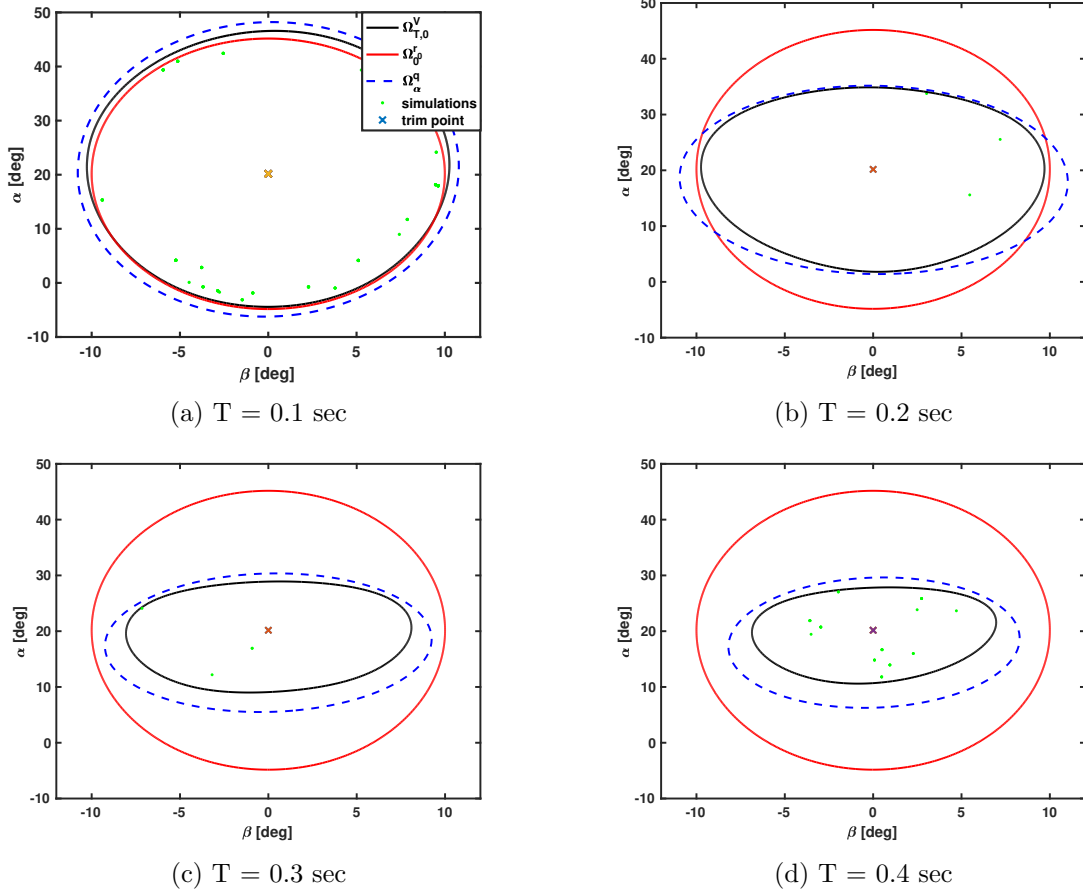 50
40
30
20
10
0
-10
α [deg]
-10 -5 0 5 10
β [deg]
Ω^V_{T,0}
Ω^r_0 0
Ω^q_α
simulations
trim point
(a) T = 0.1 sec
50
40
30
20
10
0
-10
α [deg]
-10 -5 0 5 10
β [deg]
(b) T = 0.2 sec
50
40
30
20
10
0
-10
α [deg]
-10 -5 0 5 10
β [deg]
(c) T = 0.3 sec
50
40
30
20
10
0
-10
α [deg]
-10 -5 0 5 10
β [deg]
(d) T = 0.4 sec